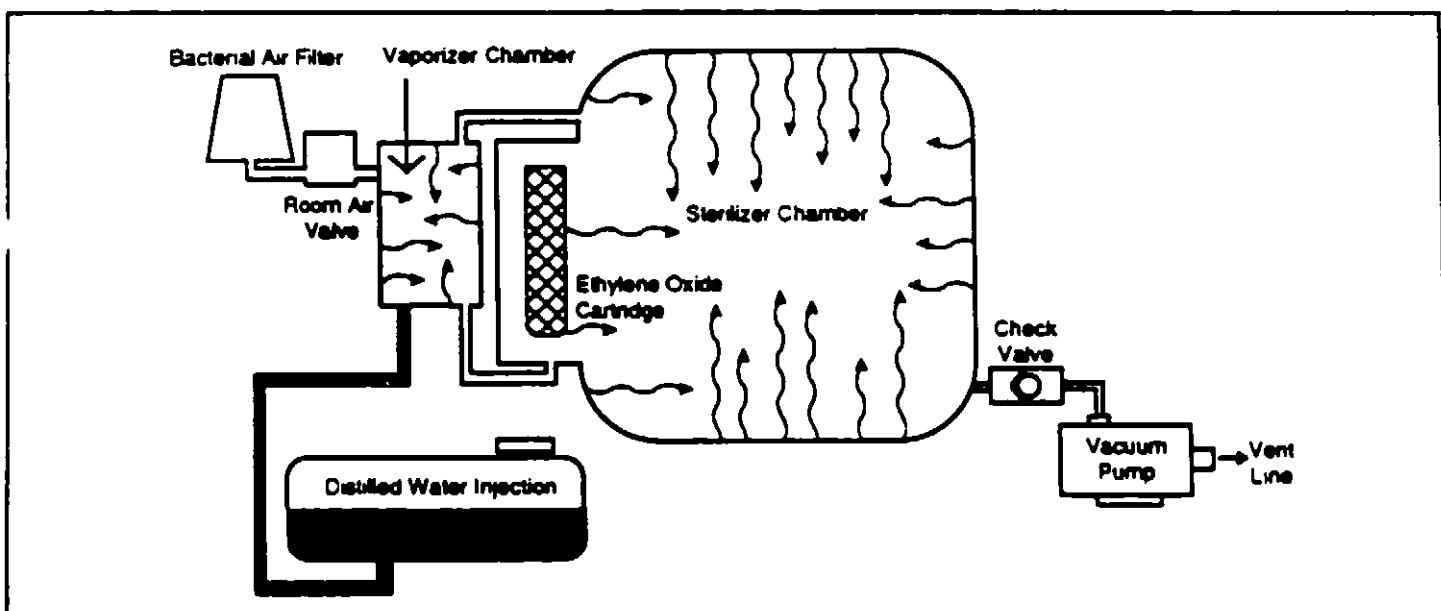 Bacterial Air Filter
Vaporizer Chamber
Room Air
Valve
Sterilizer Chamber
Ethylene Oxide
Cartridge
Check
Valve
Vacuum
Pump
Vent
Line
Distilled Water Injection